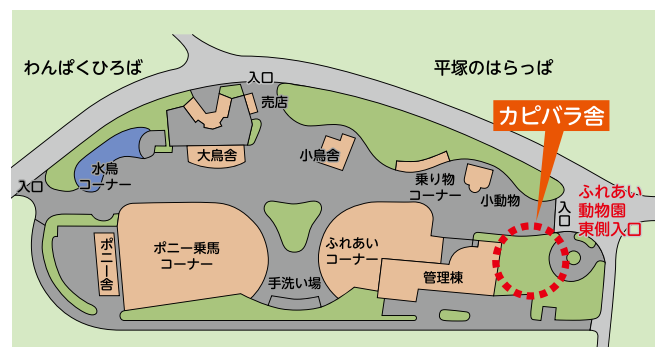 わんぱくひろば
平塚のはらっぱ
入口
売店
カピバラ舎
水鳥
コーナー
大鳥舎
小鳥舎
乗り物
コーナー
小動物
入口
入口
ふれあい
動物園
東側入口
ポニー舎
ポニー乗馬
コーナー
ふれあい
コーナー
手洗い場
管理棟